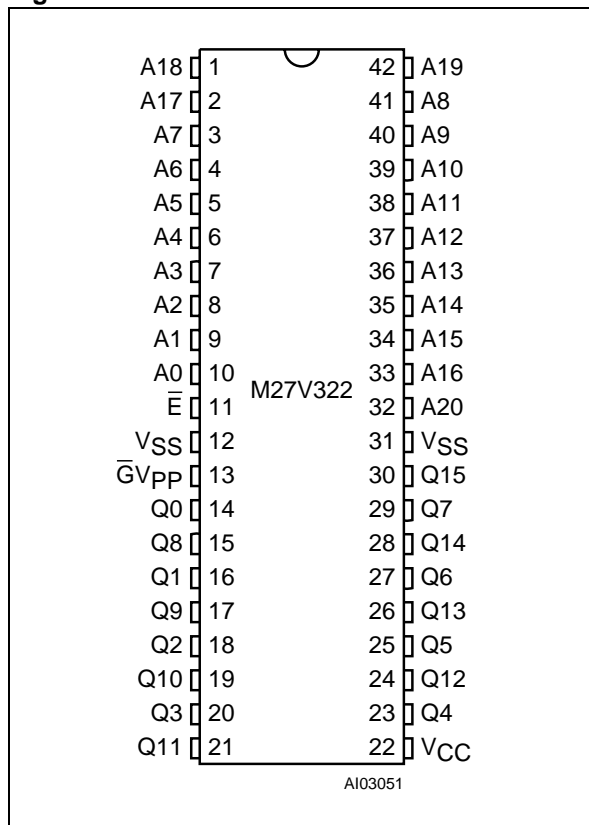 A18 1 42 A19
A17 2 41 A8
A7 3 40 A9
A6 4 39 A10
A5 5 38 A11
A4 6 37 A12
A3 7 36 A13
A2 8 35 A14
A1 9 34 A15
A0 10 33 A16
M27V322
E̅ 11 32 A20
VSS 12 31 VSS
G̅VPP 13 30 Q15
Q0 14 29 Q7
Q8 15 28 Q14
Q1 16 27 Q6
Q9 17 26 Q13
Q2 18 25 Q5
Q10 19 24 Q12
Q3 20 23 Q4
Q11 21 22 VCC
AI03051